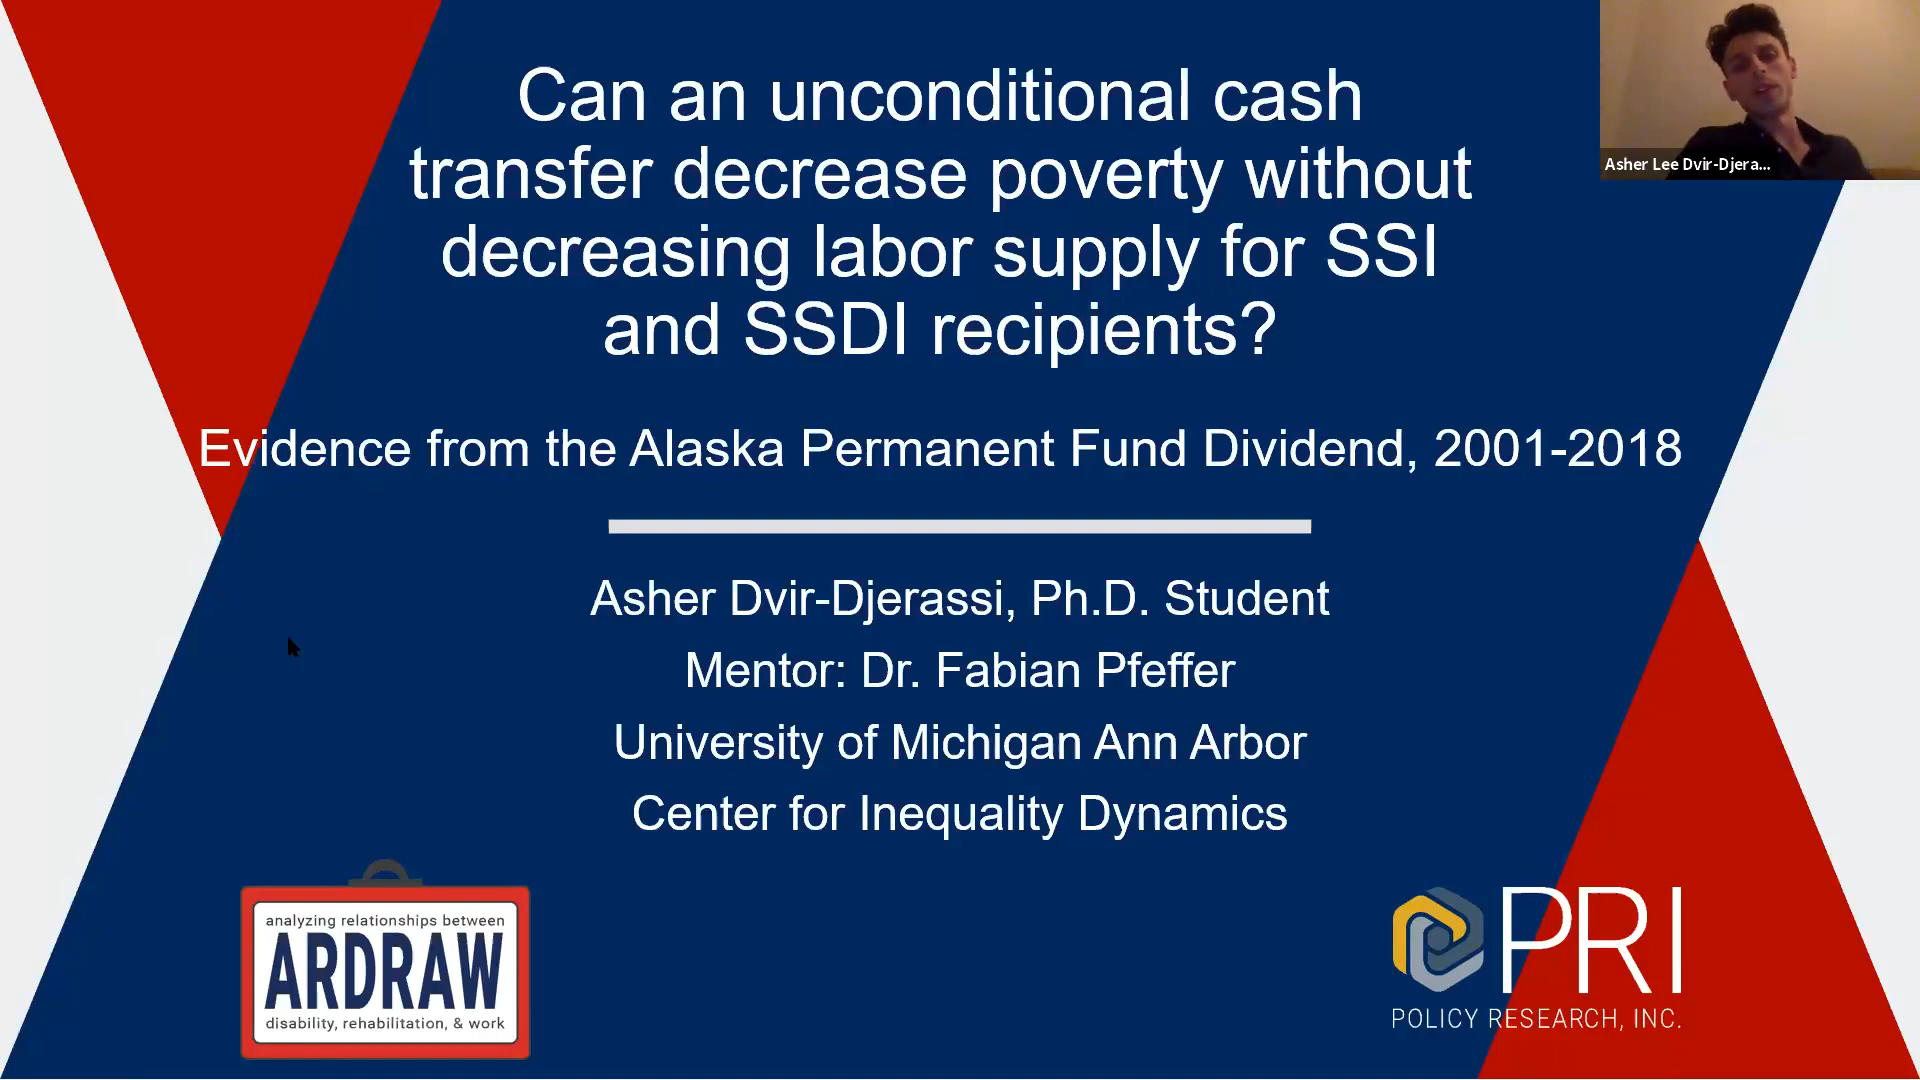 Can an unconditional cash
transfer decrease poverty without
decreasing labor supply for SSI
and SSDI recipients?
Evidence from the Alaska Permanent Fund Dividend, 2001-2018
Asher Dvir-Djerassi, Ph.D. Student
Mentor: Dr. Fabian Pfeffer
University of Michigan Ann Arbor
Center for Inequality Dynamics
analyzing relationships between
ARDRAW
disability, rehabilitation, & work
PRI
POLICY RESEARCH, INC.
Asher Lee Dvir-Djera...